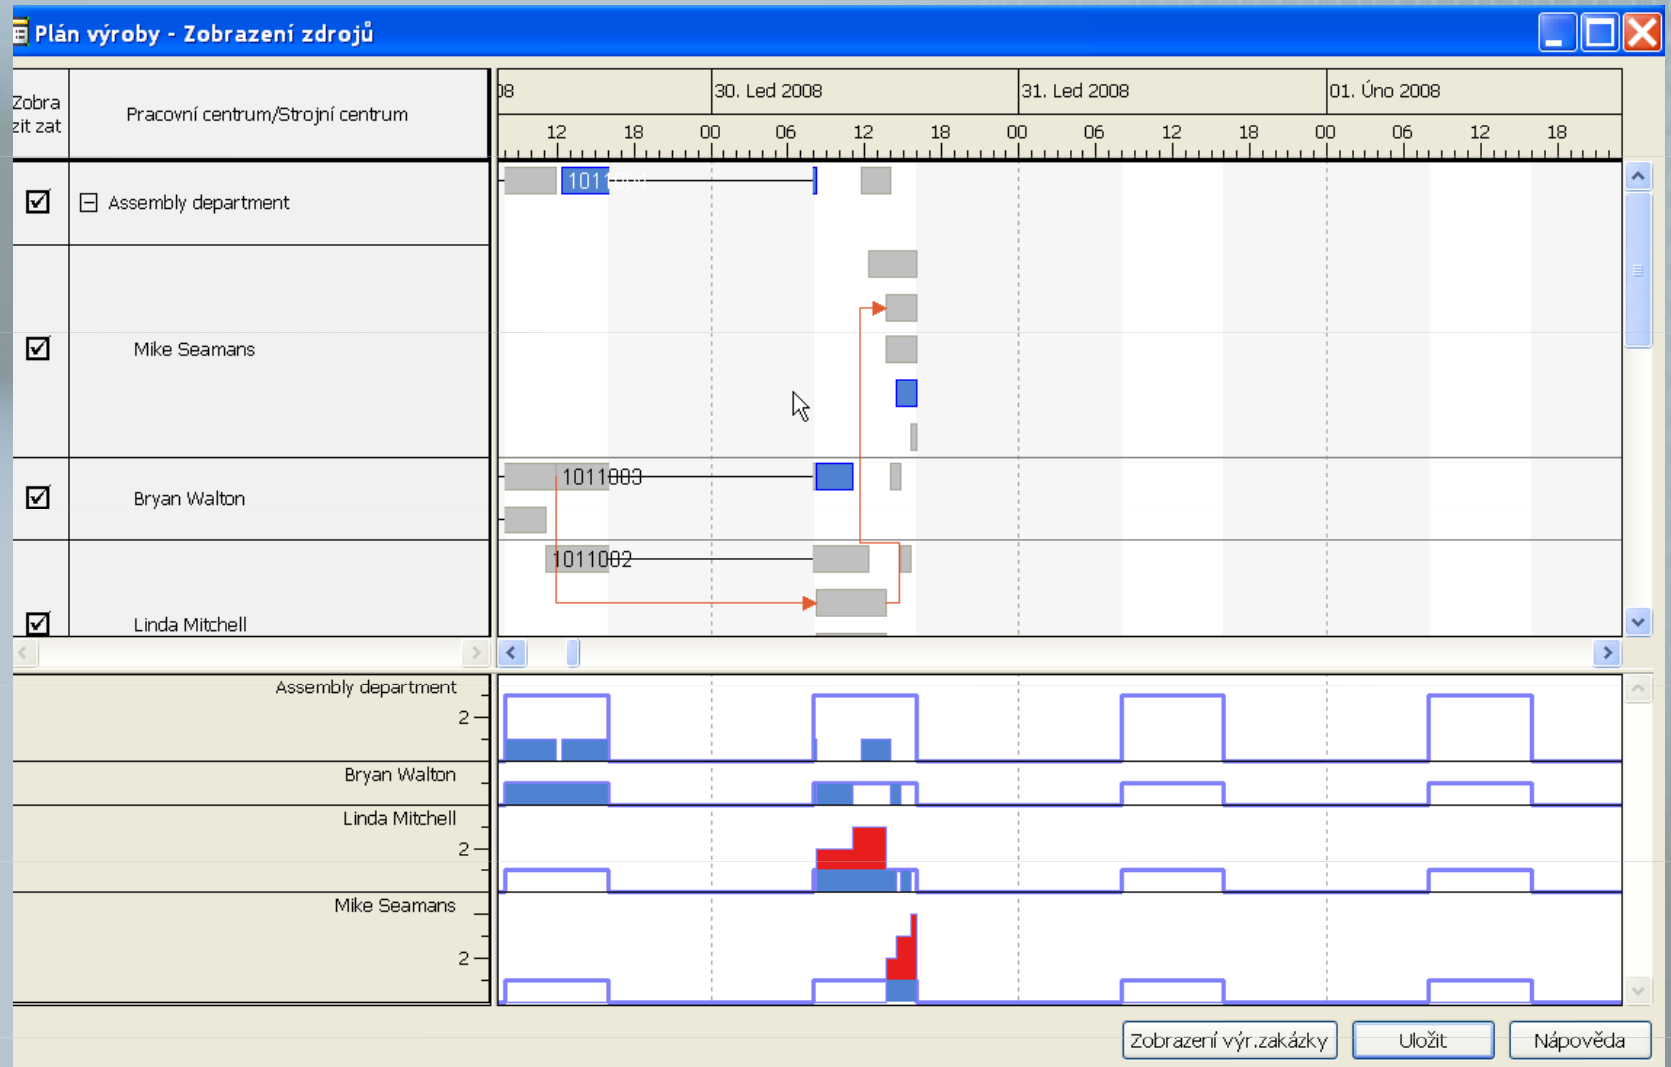 Plán výroby - Zobrazení zdrojů
Zobra
zit zat
Pracovní centrum/Strojní centrum
08
30. Led 2008
31. Led 2008
01. Úno 2008
12 18 00 06 12 18 00 06 12 18 00 06 12 18
Assembly department
1011004
Mike Seamans
Bryan Walton
1011003
1011002
Linda Mitchell
Assembly department
2
Bryan Walton
Linda Mitchell
2
Mike Seamans
2
Zobrazení výr.zakázky
Uložit
Nápověda